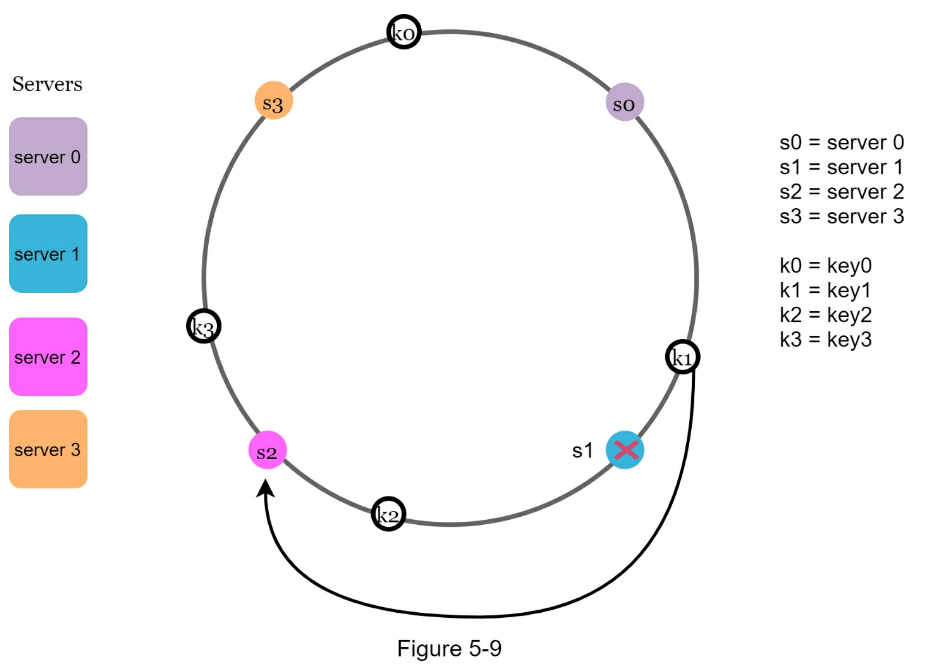 Servers
server 0
server 1
server 2
server 3
k0
s3
s0
k3
k1
s2
s1
k2
s0 = server 0
s1 = server 1
s2 = server 2
s3 = server 3
k0 = key0
k1 = key1
k2 = key2
k3 = key3
Figure 5-9